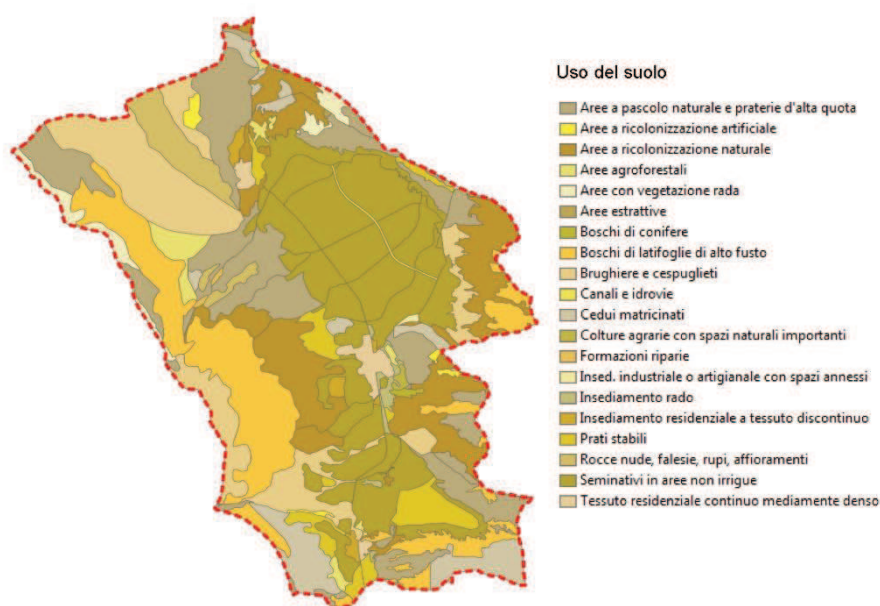 Uso del suolo
Aree a pascolo naturale e praterie d'alta quota
Aree a ricolonizzazione artificiale
Aree a ricolonizzazione naturale
Aree agroforestali
Aree con vegetazione rada
Aree estrattive
Boschi di conifere
Boschi di latifoglie di alto fusto
Brughiere e cespuglieti
Canali e idrovie
Cedui matricinati
Colture agrarie con spazi naturali importanti
Formazioni riparie
Insed. industriale o artigianale con spazi annessi
Insediamento rado
Insediamento residenziale a tessuto discontinuo
Prati stabili
Rocce nude, falesie, rupi, affioramenti
Seminativi in aree non irrigue
Tessuto residenziale continuo mediamente denso